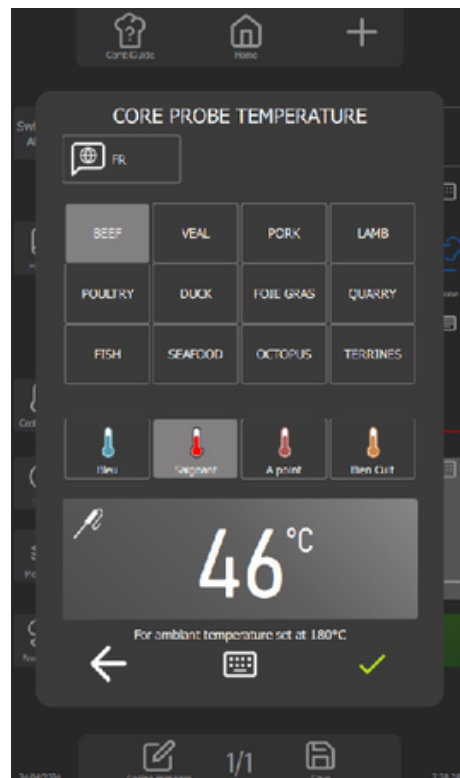 CombiGuide
Home
CORE PROBE TEMPERATURE
FR
BEEF VEAL PORK LAMB
POULTRY DUCK FOIE GRAS QUARRY
FISH SEAFOOD OCTOPUS TERRINES
Bleu Saignant A point Bien Cuit
46°C
For ambiant temperature set at 180°C
1/1
Save